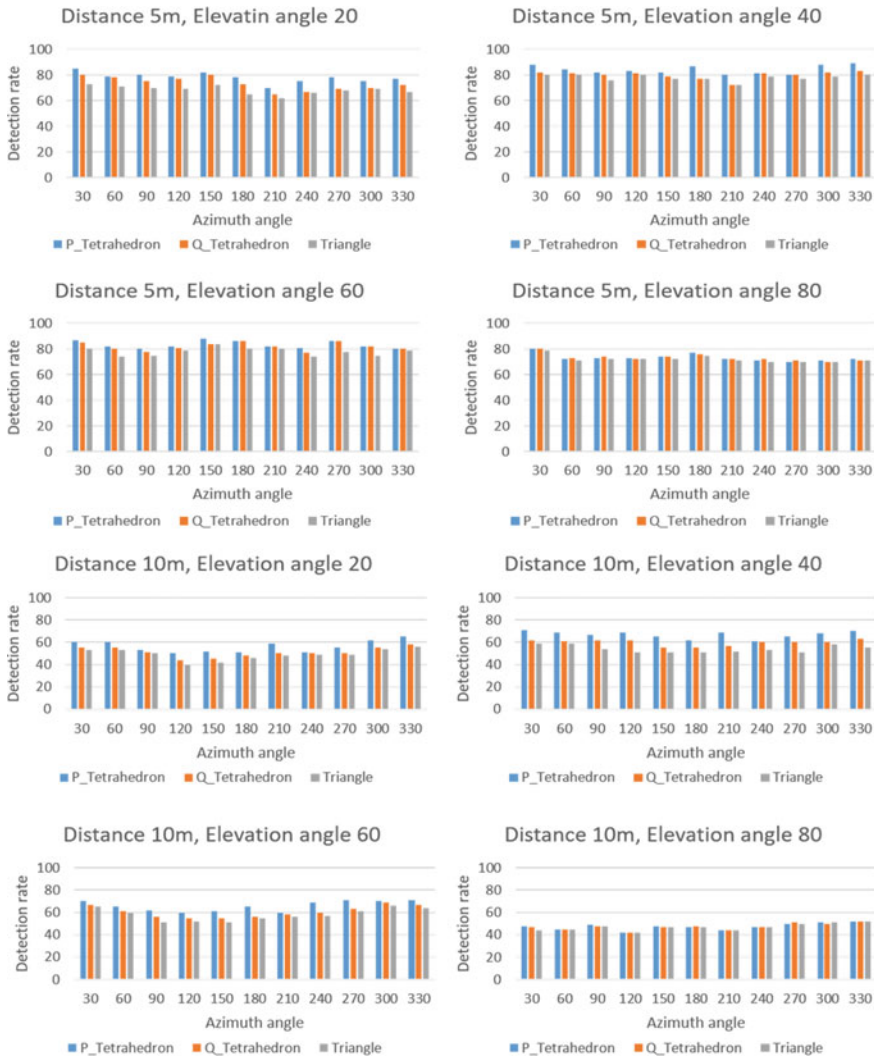 Distance 5m, Elevatin angle 20
100
80
60
40
20
0
Detection rate
30 60 90 120 150 180 210 240 270 300 330
Azimuth angle
P_Tetrahedron Q_Tetrahedron Triangle
Distance 5m, Elevation angle 40
100
80
60
40
20
0
Detection rate
30 60 90 120 150 180 210 240 270 300 330
Azimuth angle
P_Tetrahedron Q_Tetrahedron Triangle
Distance 5m, Elevation angle 60
100
80
60
40
20
0
Detection rate
30 60 90 120 150 180 210 240 270 300 330
Azimuth angle
P_Tetrahedron Q_Tetrahedron Triangle
Distance 5m, Elevation angle 80
100
80
60
40
20
0
Detection rate
30 60 90 120 150 180 210 240 270 300 330
Azimuth angle
P_Tetrahedron Q_Tetrahedron Triangle
Distance 10m, Elevation angle 20
100
80
60
40
20
0
Detection rate
30 60 90 120 150 180 210 240 270 300 330
Azimuth angle
P_Tetrahedron Q_Tetrahedron Triangle
Distance 10m, Elevation angle 40
100
80
60
40
20
0
Detection rate
30 60 90 120 150 180 210 240 270 300 330
Azimuth angle
P_Tetrahedron Q_Tetrahedron Triangle
Distance 10m, Elevation angle 60
100
80
60
40
20
0
Detection rate
30 60 90 120 150 180 210 240 270 300 330
Azimuth angle
P_Tetrahedron Q_Tetrahedron Triangle
Distance 10m, Elevation angle 80
100
80
60
40
20
0
Detection rate
30 60 90 120 150 180 210 240 270 300 330
Azimuth angle
P_Tetrahedron Q_Tetrahedron Triangle